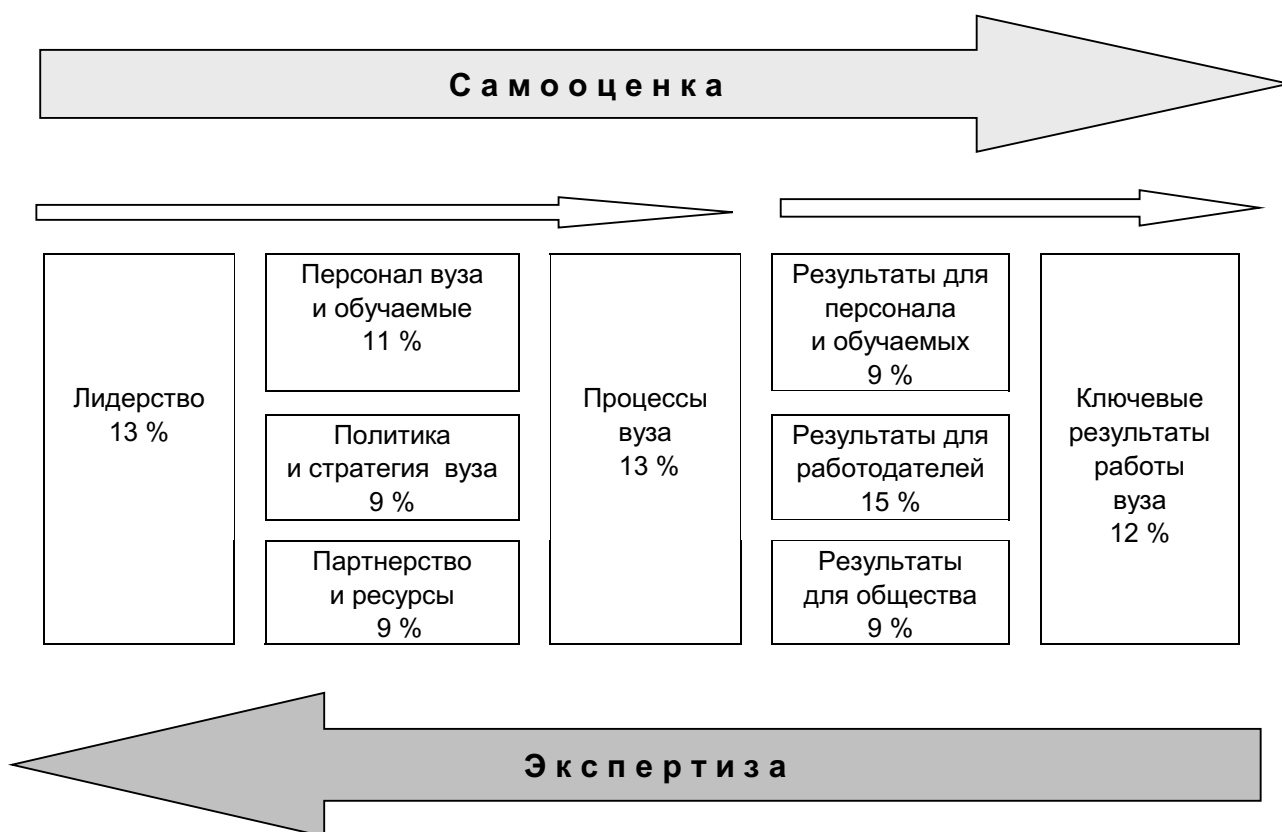 Самооценка
Лидерство
13 %
Персонал вуза
и обучаемые
11 %
Политика
и стратегия вуза
9 %
Партнерство
и ресурсы
9 %
Процессы
вуза
13 %
Результаты для
персонала
и обучаемых
9 %
Результаты для
работодателей
15 %
Результаты
для общества
9 %
Ключевые
результаты
работы
вуза
12 %
Экспертиза